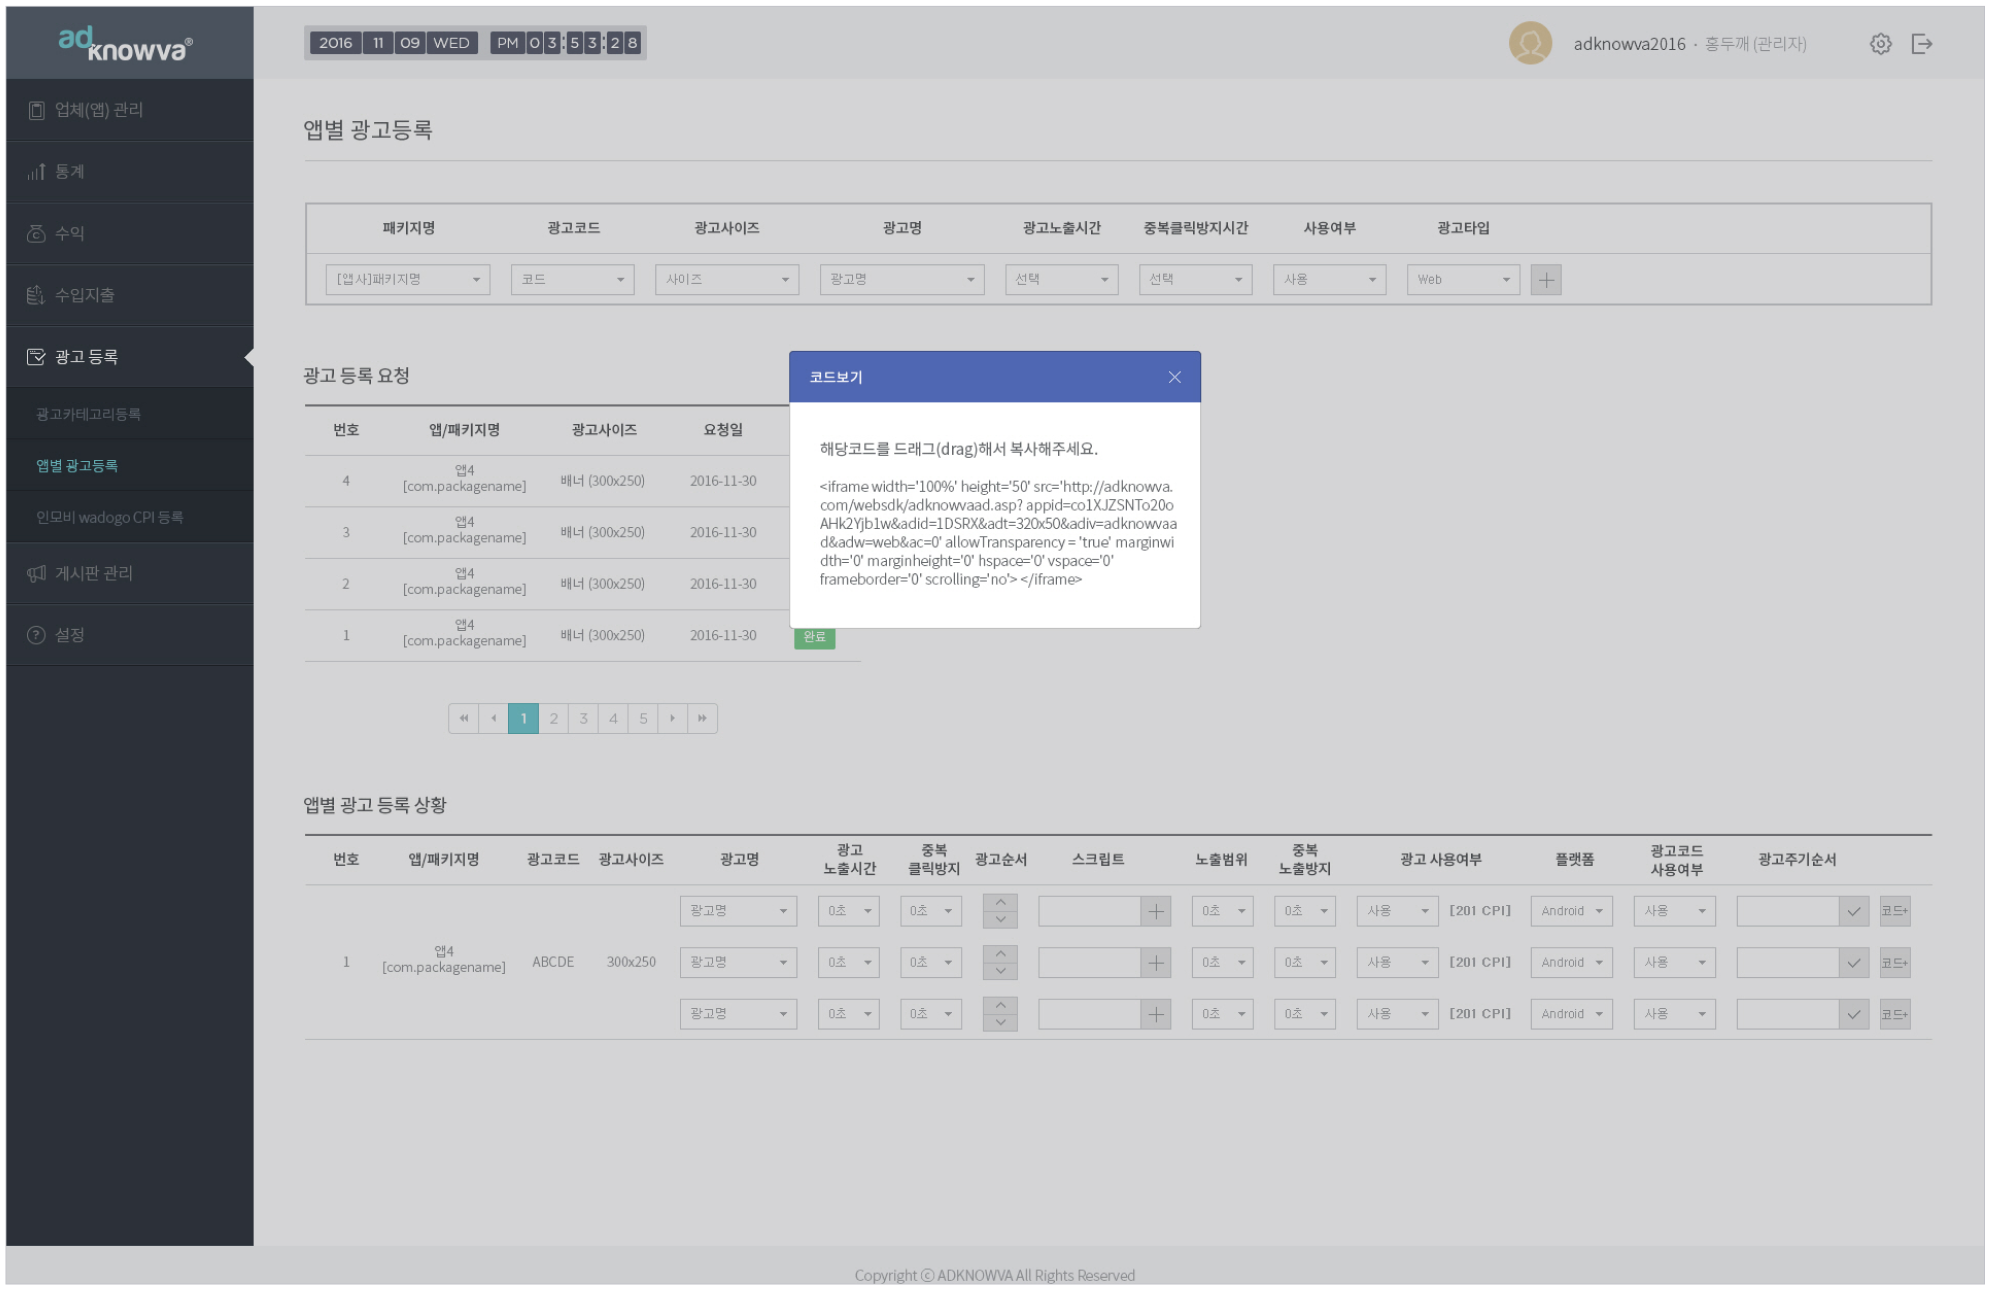 adknowva®
2016 11 09 WED PM 03:53:28
adknowva2016 · 홍두깨 (관리자)
업체(앱) 관리
통계
수익
수입지출
광고 등록
광고카테고리등록
앱별 광고등록
인모비 wadogo CPI 등록
게시판 관리
설정
앱별 광고등록
패키지명 광고코드 광고사이즈 광고명 광고노출시간 중복클릭방지시간 사용여부 광고타입
[앱사]패키지명 코드 사이즈 광고명 선택 선택 사용 Web
광고 등록 요청
번호 앱/패키지명 광고사이즈 요청일
4 앱4 [com.packagename] 배너 (300x250) 2016-11-30
3 앱4 [com.packagename] 배너 (300x250) 2016-11-30
2 앱4 [com.packagename] 배너 (300x250) 2016-11-30
1 앱4 [com.packagename] 배너 (300x250) 2016-11-30 완료
1 2 3 4 5
코드보기
해당코드를 드래그(drag)해서 복사해주세요.
<iframe width='100%' height='50' src='http://adknowva.
com/websdk/adknowvaad.asp? appid=co1XJZSNTo20o
AHk2Yjb1w&adid=1DSRX&adt=320x50&adiv=adknowvaa
d&adw=web&ac=0' allowTransparency = 'true' marginwi
dth='0' marginheight='0' hspace='0' vspace='0'
frameborder='0' scrolling='no'> </iframe>
앱별 광고 등록 상황
번호 앱/패키지명 광고코드 광고사이즈 광고명 광고 노출시간 중복 클릭방지 광고순서 스크립트 노출범위 중복 노출방지 광고 사용여부 플랫폼 광고코드 사용여부 광고주기순서
광고명 0초 0초 0초 0초 사용 [201 CPI] Android 사용 코드+
1 앱4 [com.packagename] ABCDE 300x250 광고명 0초 0초 0초 0초 사용 [201 CPI] Android 사용 코드+
광고명 0초 0초 0초 0초 사용 [201 CPI] Android 사용 코드+
Copyright ⓒ ADKNOWVA All Rights Reserved